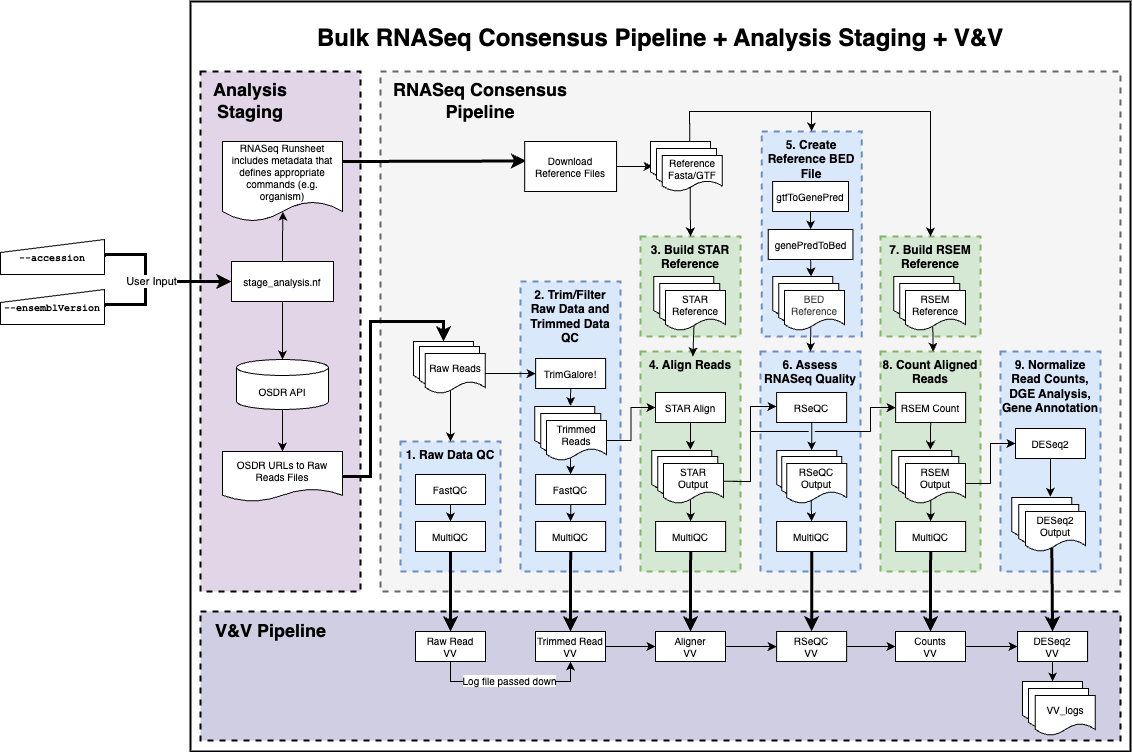 Bulk RNASeq Consensus Pipeline + Analysis Staging + V&V
Analysis
Staging
RNASeq Runsheet
includes metadata that
defines appropriate
commands (e.g.
organism)
--accession
--ensemblVersion
User Input
stage_analysis.nf
OSDR API
OSDR URLs to Raw
Reads Files
RNASeq Consensus
Pipeline
Download
Reference Files
Reference
Fasta/GTF
Raw Reads
1. Raw Data QC
FastQC
MultiQC
2. Trim/Filter
Raw Data and
Trimmed Data
QC
TrimGalore!
Trimmed
Reads
FastQC
MultiQC
3. Build STAR
Reference
STAR
Reference
4. Align Reads
STAR Align
STAR
Output
MultiQC
5. Create
Reference BED
File
gtfToGenePred
genePredToBed
BED
Reference
6. Assess
RNASeq Quality
RSeQC
RSeQC
Output
MultiQC
7. Build RSEM
Reference
RSEM
Reference
8. Count Aligned
Reads
RSEM Count
RSEM
Output
MultiQC
9. Normalize
Read Counts,
DGE Analysis,
Gene Annotation
DESeq2
DESeq2
Output
V&V Pipeline
Raw Read
VV
Log file passed down
Trimmed Read
VV
Aligner
VV
RSeQC
VV
Counts
VV
DESeq2
VV
VV_logs